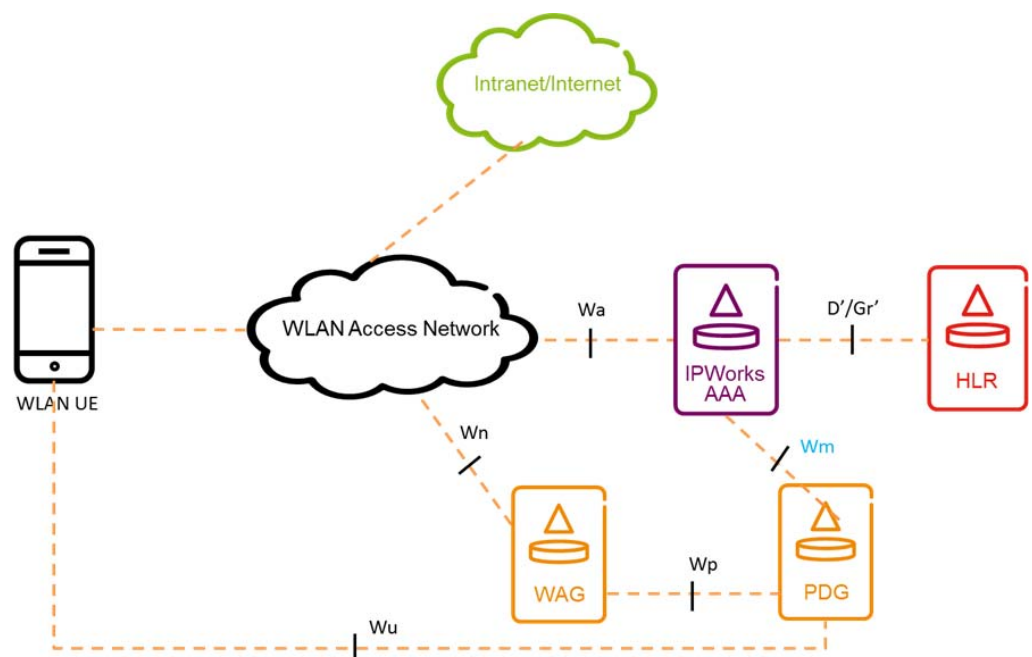 Intranet/Internet
WLAN Access Network
Wa
D’/Gr’
IPWorks
AAA
HLR
WLAN UE
Wn
Wm
WAG
Wp
PDG
Wu